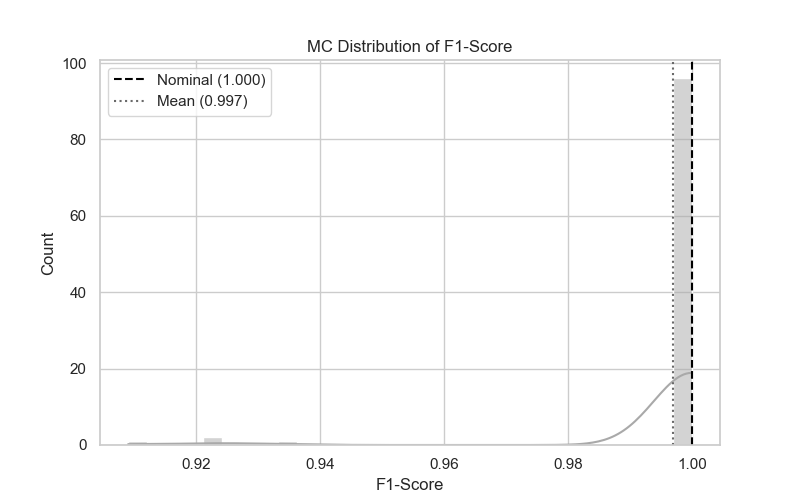 MC Distribution of F1-Score
100
80
60
40
20
0
Count
Nominal (1.000)
Mean (0.997)
0.92
0.94
0.96
0.98
1.00
F1-Score